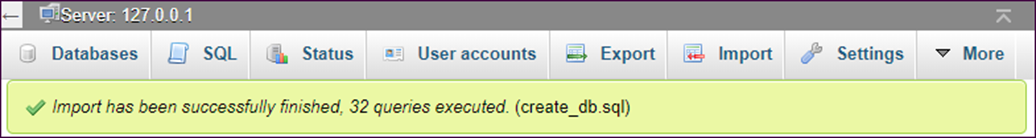 Server: 127.0.0.1
Databases SQL Status User accounts Export Import Settings More
Import has been successfully finished, 32 queries executed. (create_db.sql)